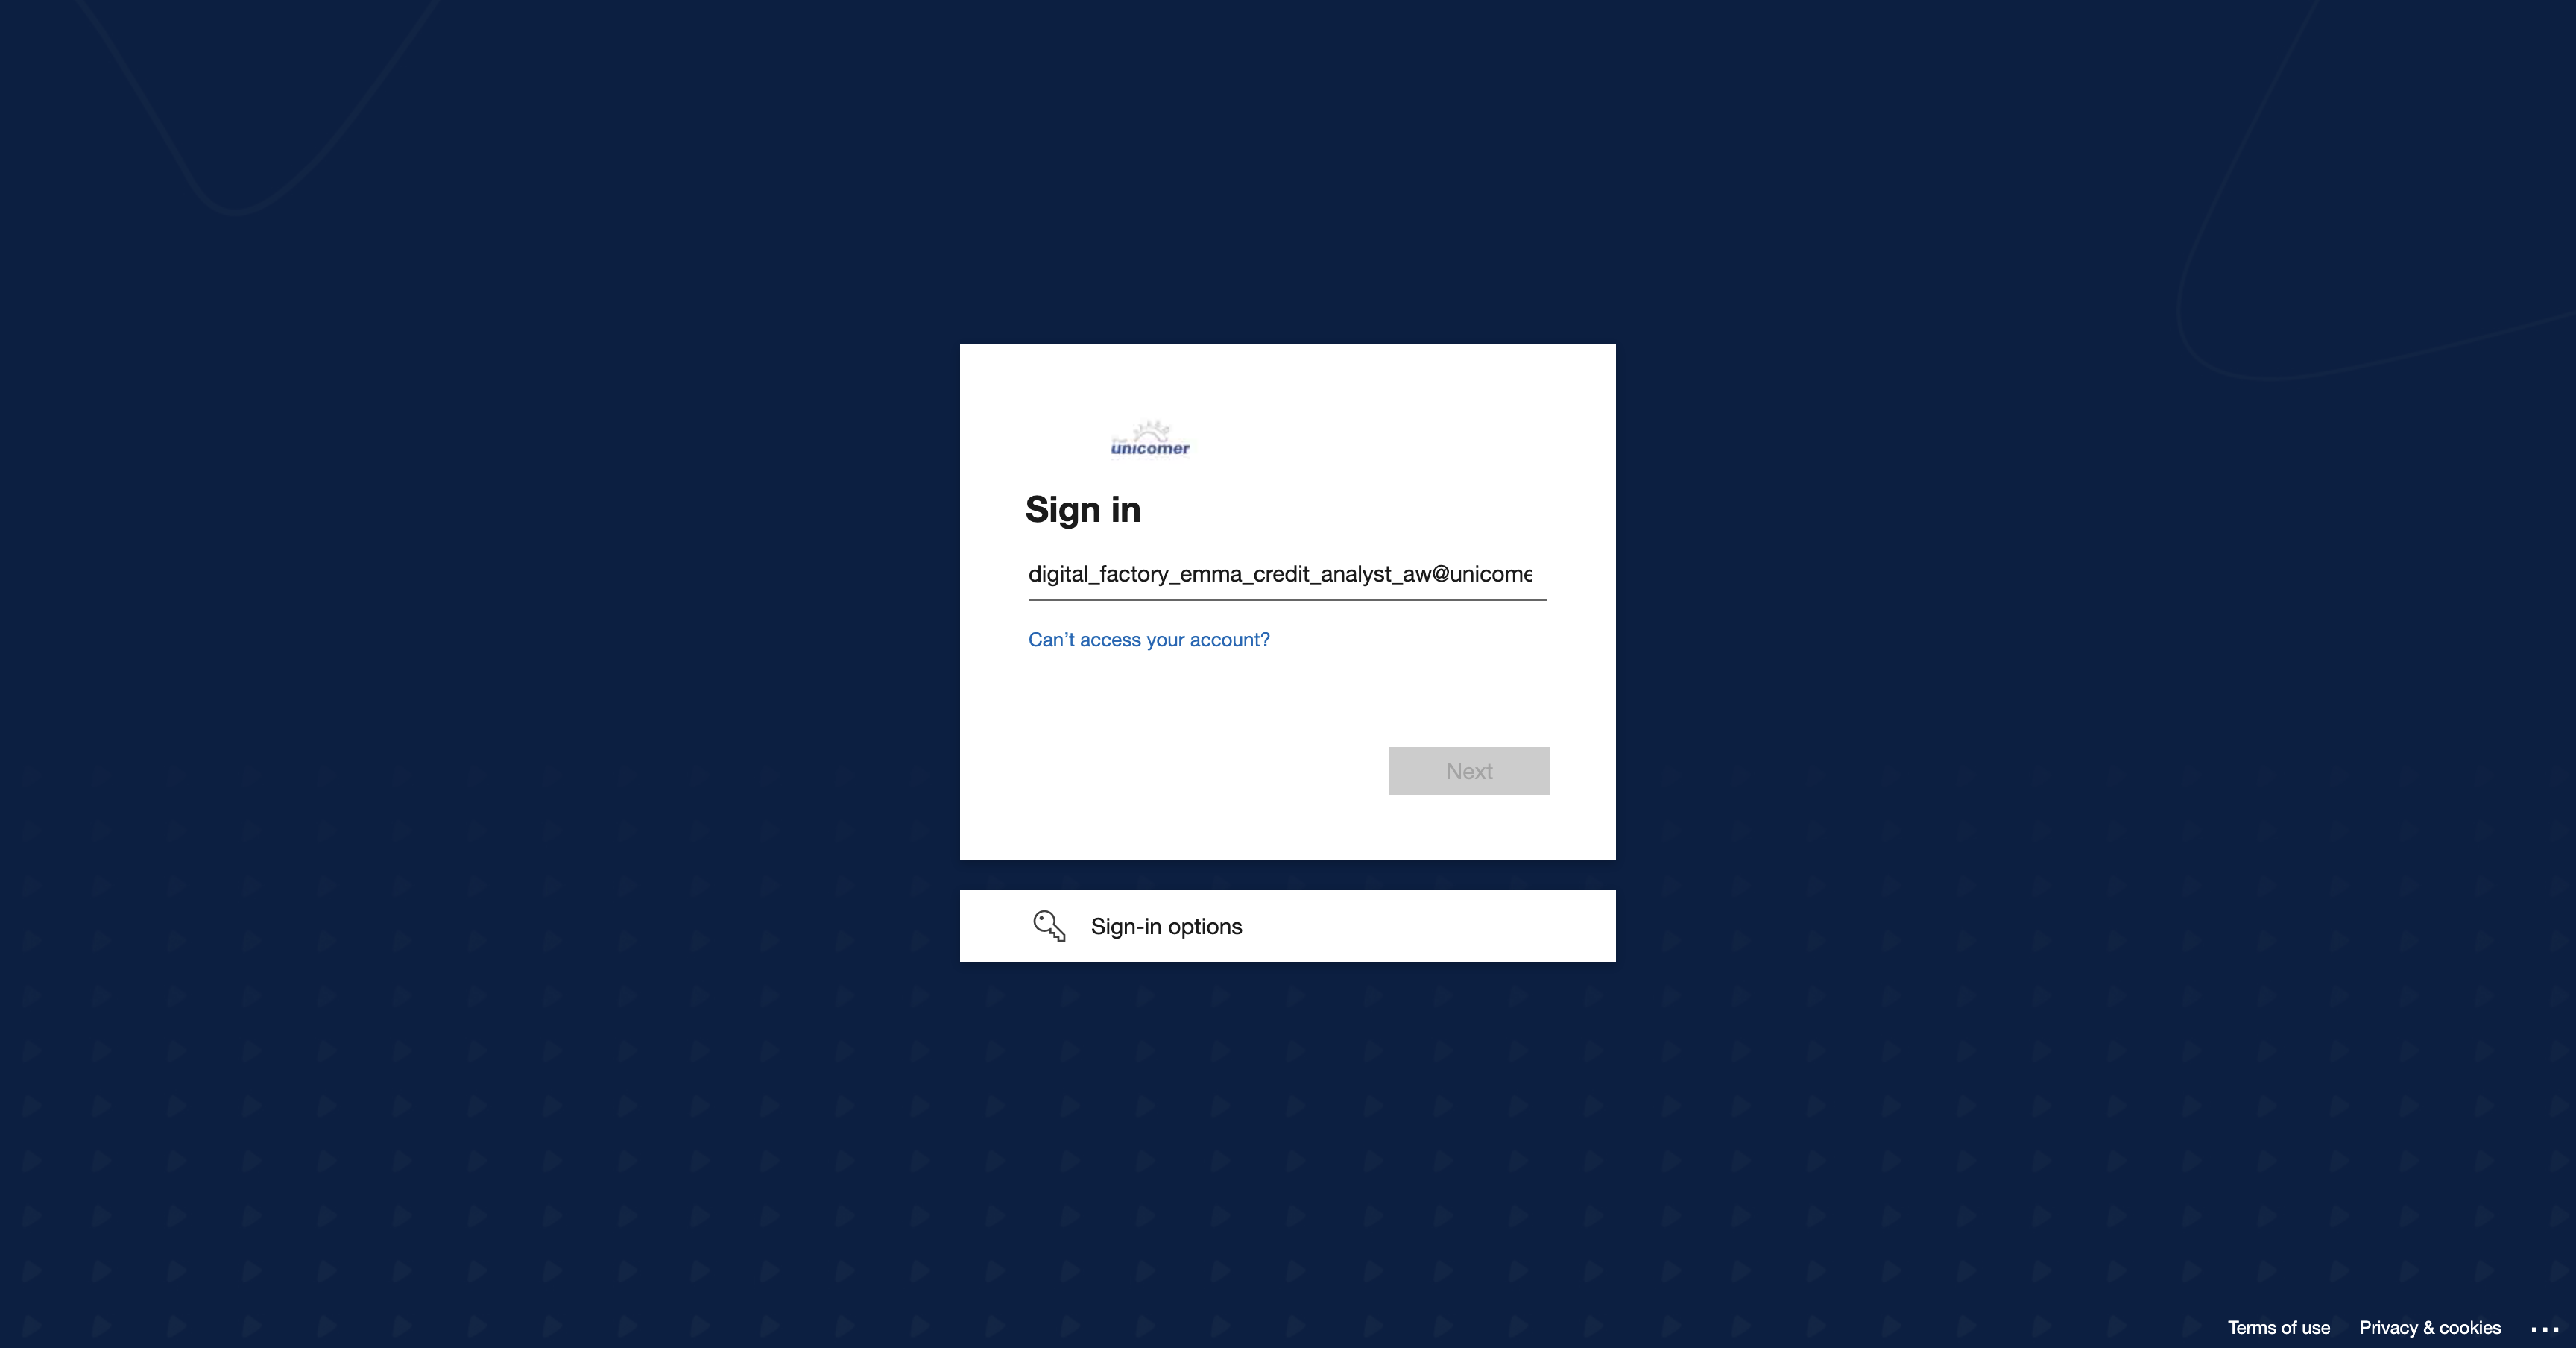 unicomer
Sign in
digital_factory_emma_credit_analyst_aw@unicome
Can't access your account?
Next
Sign-in options
Terms of use Privacy & cookies ...